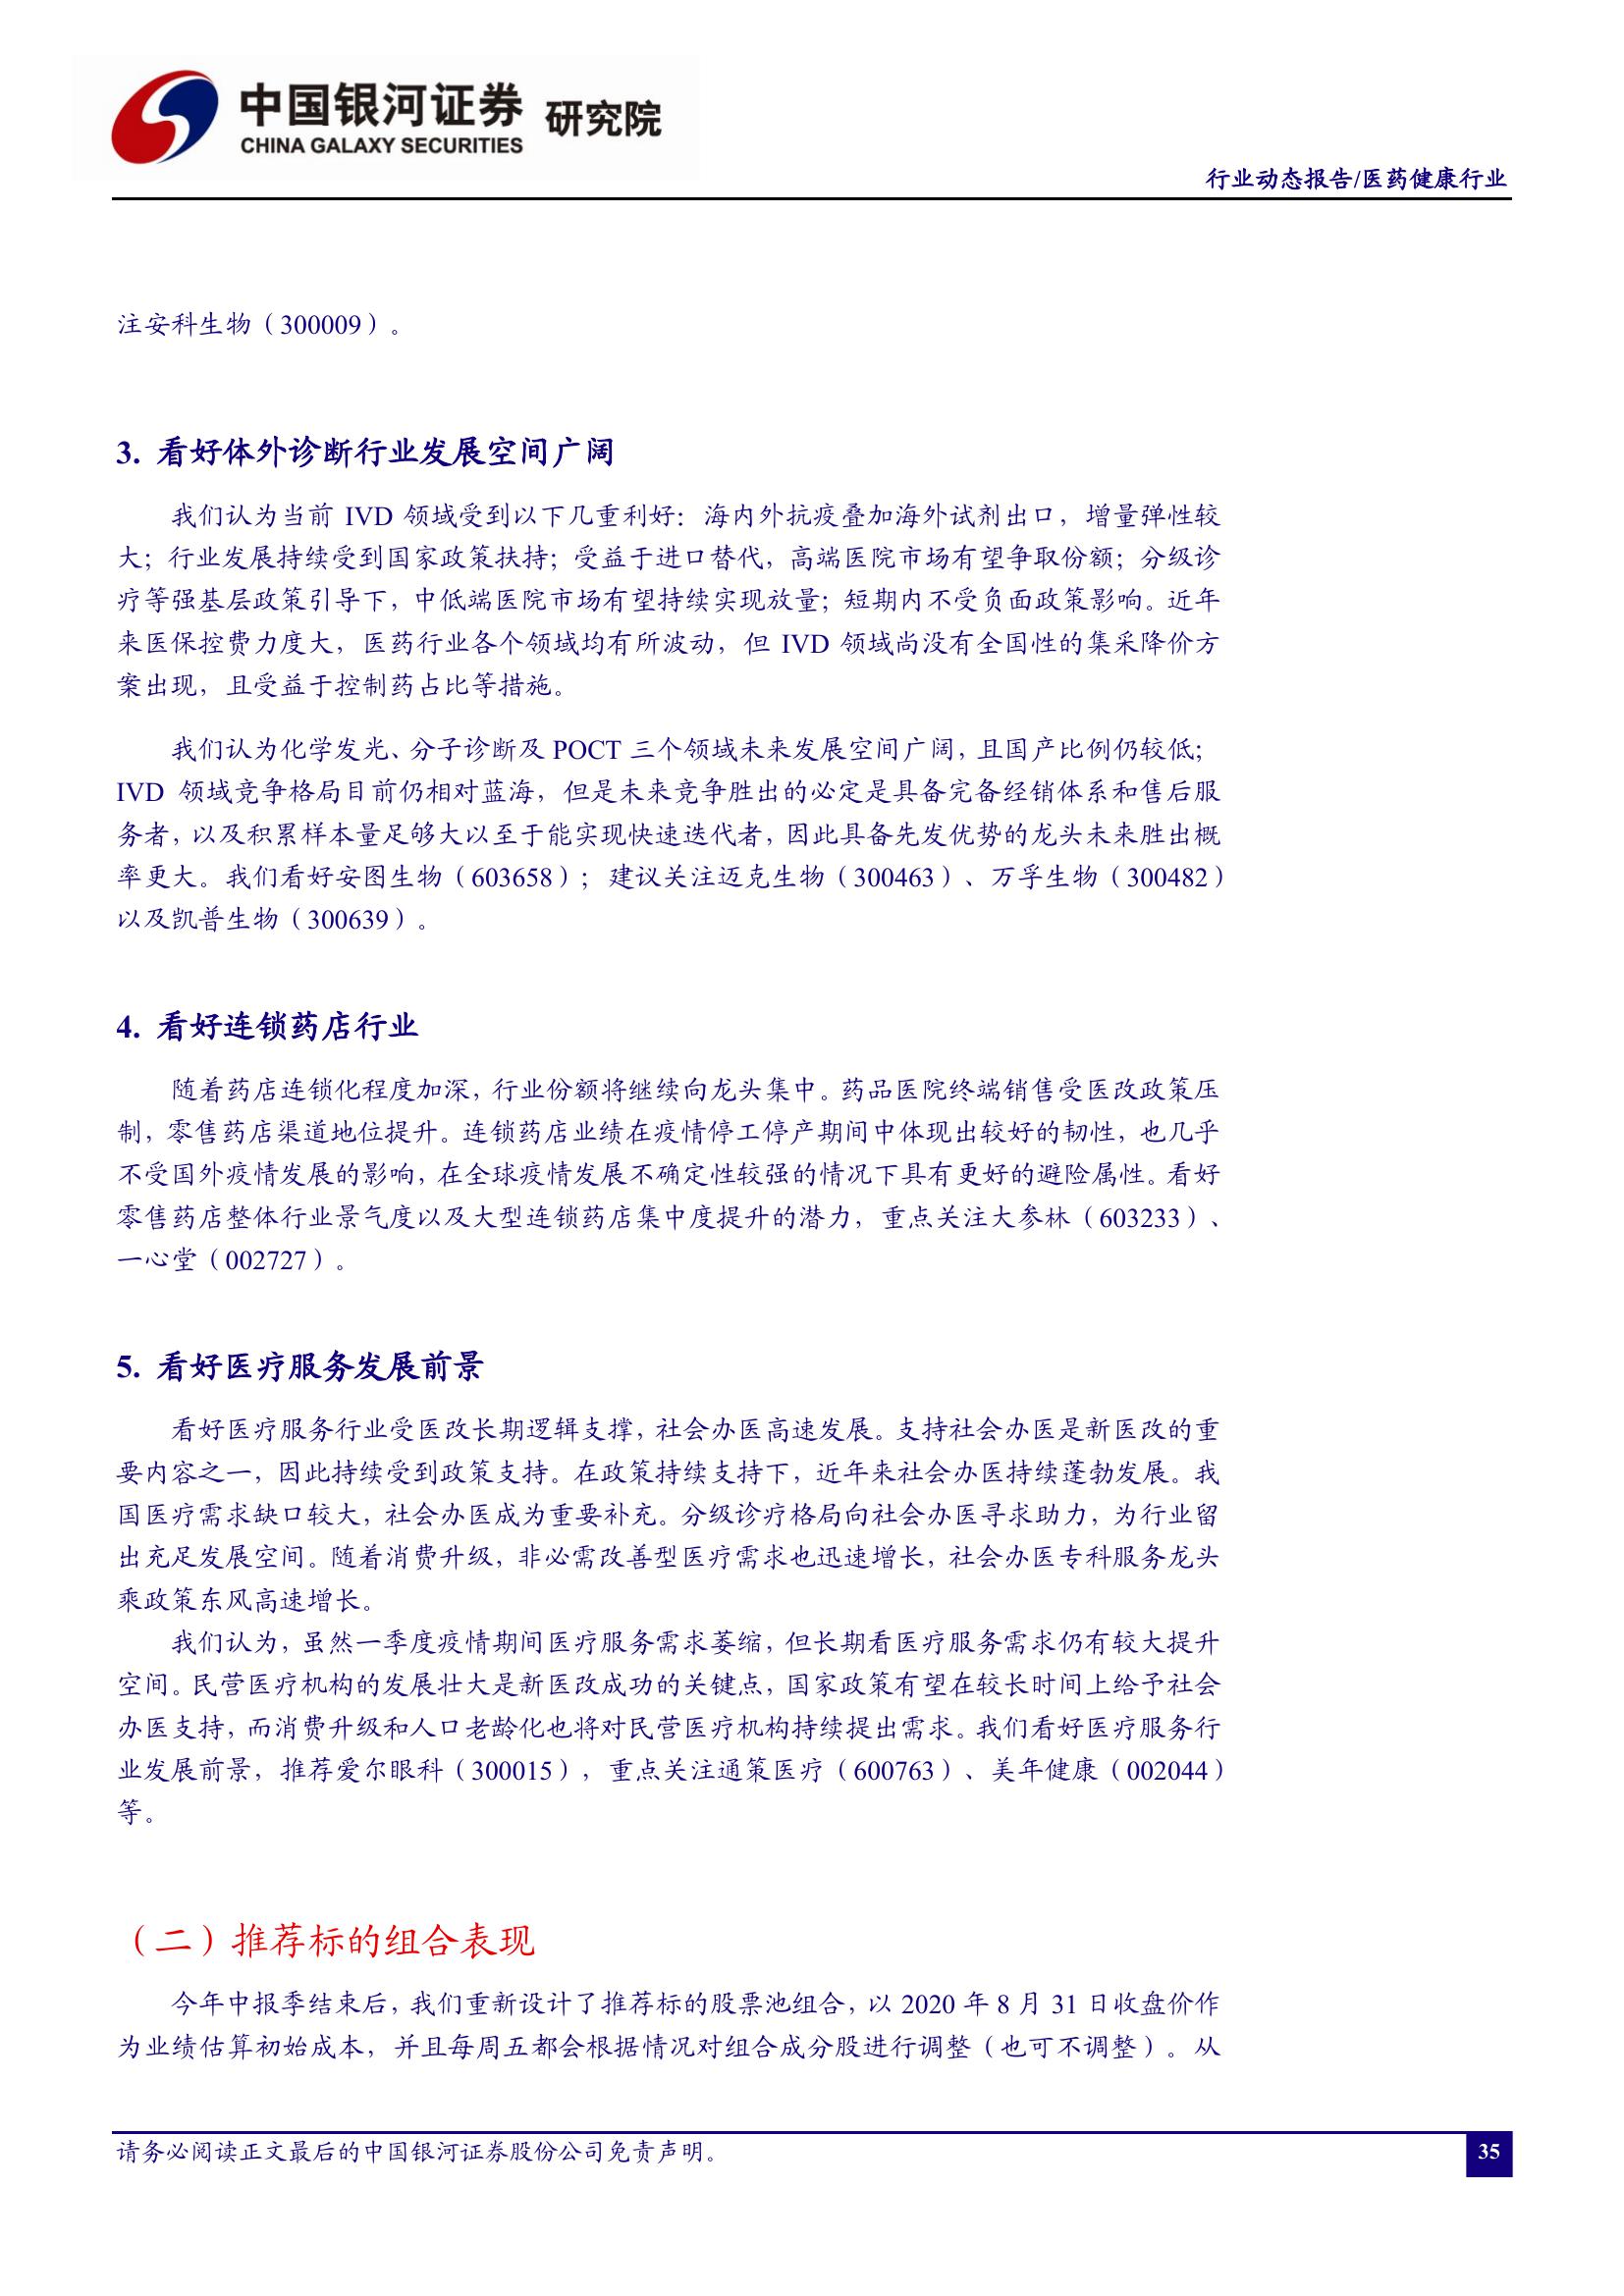 中国银河证券 研究院
CHINA GALAXY SECURITIES
行业动态报告/医药健康行业
注安科生物（300009）。
3. 看好体外诊断行业发展空间广阔
我们认为当前 IVD 领域受到以下几重利好：海内外抗疫叠加海外试剂出口，增量弹性较
大；行业发展持续受到国家政策扶持；受益于进口替代，高端医院市场有望争取份额；分级诊
疗等强基层政策引导下，中低端医院市场有望持续实现放量；短期内不受负面政策影响。近年
来医保控费力度大，医药行业各个领域均有所波动，但 IVD 领域尚没有全国性的集采降价方
案出现，且受益于控制药占比等措施。
我们认为化学发光、分子诊断及 POCT 三个领域未来发展空间广阔，且国产比例仍较低；
IVD 领域竞争格局目前仍相对蓝海，但是未来竞争胜出的必定是具备完备经销体系和售后服
务者，以及积累样本量足够大以至于能实现快速迭代者，因此具备先发优势的龙头未来胜出概
率更大。我们看好安图生物（603658）；建议关注迈克生物（300463）、万孚生物（300482）
以及凯普生物（300639）。
4. 看好连锁药店行业
随着药店连锁化程度加深，行业份额将继续向龙头集中。药品医院终端销售受医改政策压
制，零售药店渠道地位提升。连锁药店业绩在疫情停工停产期间中体现出较好的韧性，也几乎
不受国外疫情发展的影响，在全球疫情发展不确定性较强的情况下具有更好的避险属性。看好
零售药店整体行业景气度以及大型连锁药店集中度提升的潜力，重点关注大参林（603233）、
一心堂（002727）。
5. 看好医疗服务发展前景
看好医疗服务行业受医改长期逻辑支撑，社会办医高速发展。支持社会办医是新医改的重
要内容之一，因此持续受到政策支持。在政策持续支持下，近年来社会办医持续蓬勃发展。我
国医疗需求缺口较大，社会办医成为重要补充。分级诊疗格局向社会办医寻求助力，为行业留
出充足发展空间。随着消费升级，非必需改善型医疗需求也迅速增长，社会办医专科服务龙头
乘政策东风高速增长。
我们认为，虽然一季度疫情期间医疗服务需求萎缩，但长期看医疗服务需求仍有较大提升
空间。民营医疗机构的发展壮大是新医改成功的关键点，国家政策有望在较长时间上给予社会
办医支持，而消费升级和人口老龄化也将对民营医疗机构持续提出需求。我们看好医疗服务行
业发展前景，推荐爱尔眼科（300015），重点关注通策医疗（600763）、美年健康（002044）
等。
（二）推荐标的组合表现
今年中报季结束后，我们重新设计了推荐标的股票池组合，以 2020 年 8 月 31 日收盘价作
为业绩估算初始成本，并且每周五都会根据情况对组合成分股进行调整（也可不调整）。从
请务必阅读正文最后的中国银河证券股份公司免责声明。
35